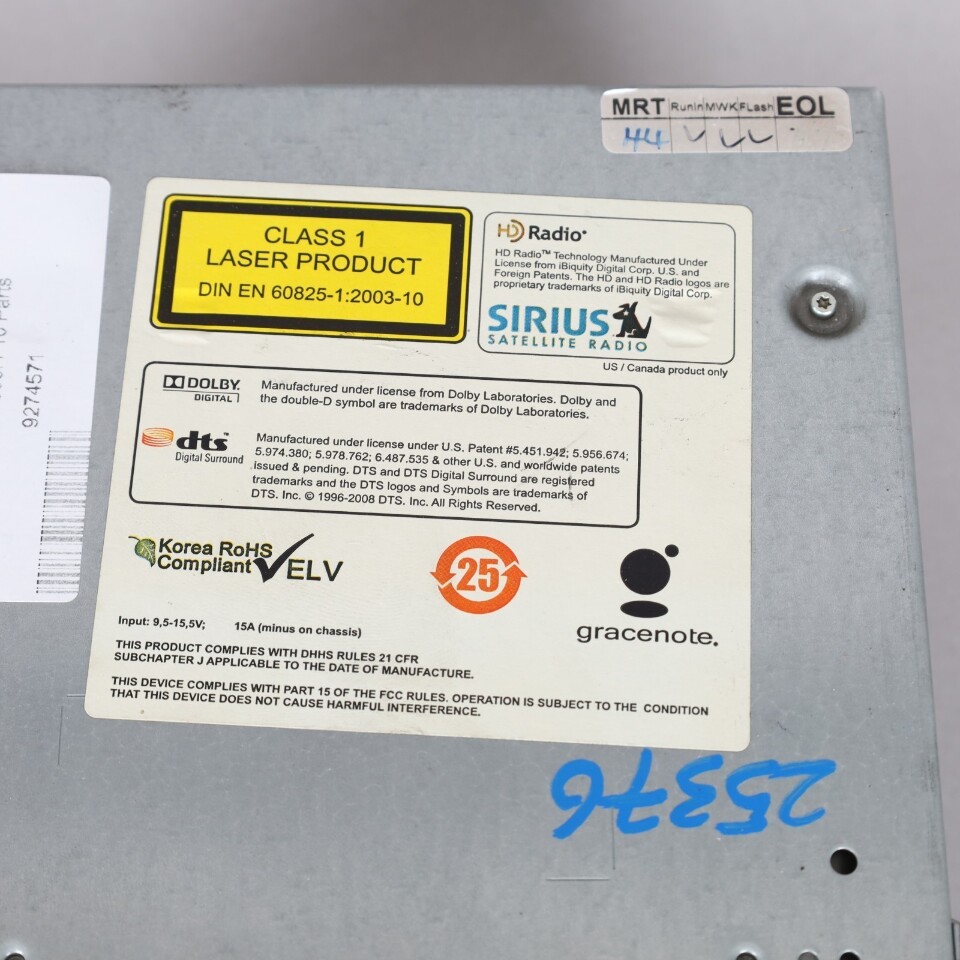 MRT Runin MWK FLash EOL
44
CLASS 1
LASER PRODUCT
DIN EN 60825-1:2003-10
HD Radio
HD Radio™ Technology Manufactured Under
License from iBiquity Digital Corp. U.S. and
Foreign Patents. The HD and HD Radio logos are
proprietary trademarks of iBiquity Digital Corp.
SIRIUS
SATELLITE RADIO
US / Canada product only
DOLBY
DIGITAL
Manufactured under license from Dolby Laboratories. Dolby and
the double-D symbol are trademarks of Dolby Laboratories.
dts™
Digital Surround
Manufactured under license under U.S. Patent #5.451.942; 5.956.674;
5.974.380; 5.978.762; 6.487.535 & other U.S. and worldwide patents
issued & pending. DTS and DTS Digital Surround are registered
trademarks and the DTS logos and Symbols are trademarks of
DTS. Inc. © 1996-2008 DTS. Inc. All Rights Reserved.
Korea RoHS
Compliant
ELV
25
gracenote.
Input: 9,5-15,5V; 15A (minus on chassis)
THIS PRODUCT COMPLIES WITH DHHS RULES 21 CFR
SUBCHAPTER J APPLICABLE TO THE DATE OF MANUFACTURE.
THIS DEVICE COMPLIES WITH PART 15 OF THE FCC RULES. OPERATION IS SUBJECT TO THE CONDITION
THAT THIS DEVICE DOES NOT CAUSE HARMFUL INTERFERENCE.
25376
Parts
9274571